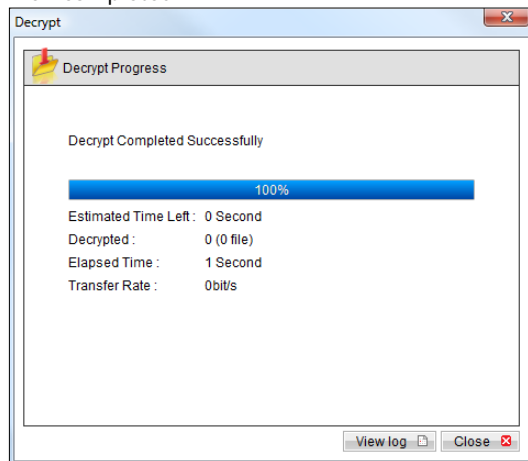 Decrypt
Decrypt Progress
Decrypt Completed Successfully
100%
Estimated Time Left : 0 Second
Decrypted : 0 (0 file)
Elapsed Time : 1 Second
Transfer Rate : 0bit/s
View log Close